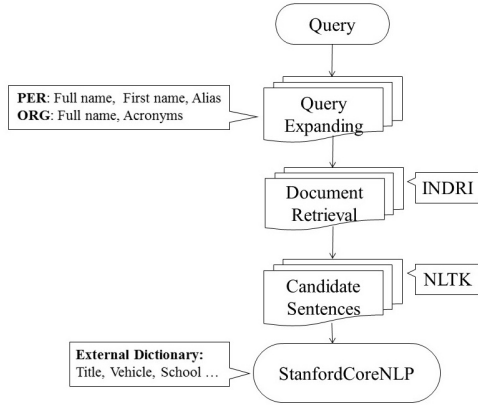 Query
PER: Full name, First name, Alias
ORG: Full name, Acronyms
Query
Expanding
Document
Retrieval
INDRI
Candidate
Sentences
NLTK
External Dictionary:
Title, Vehicle, School ...
StanfordCoreNLP